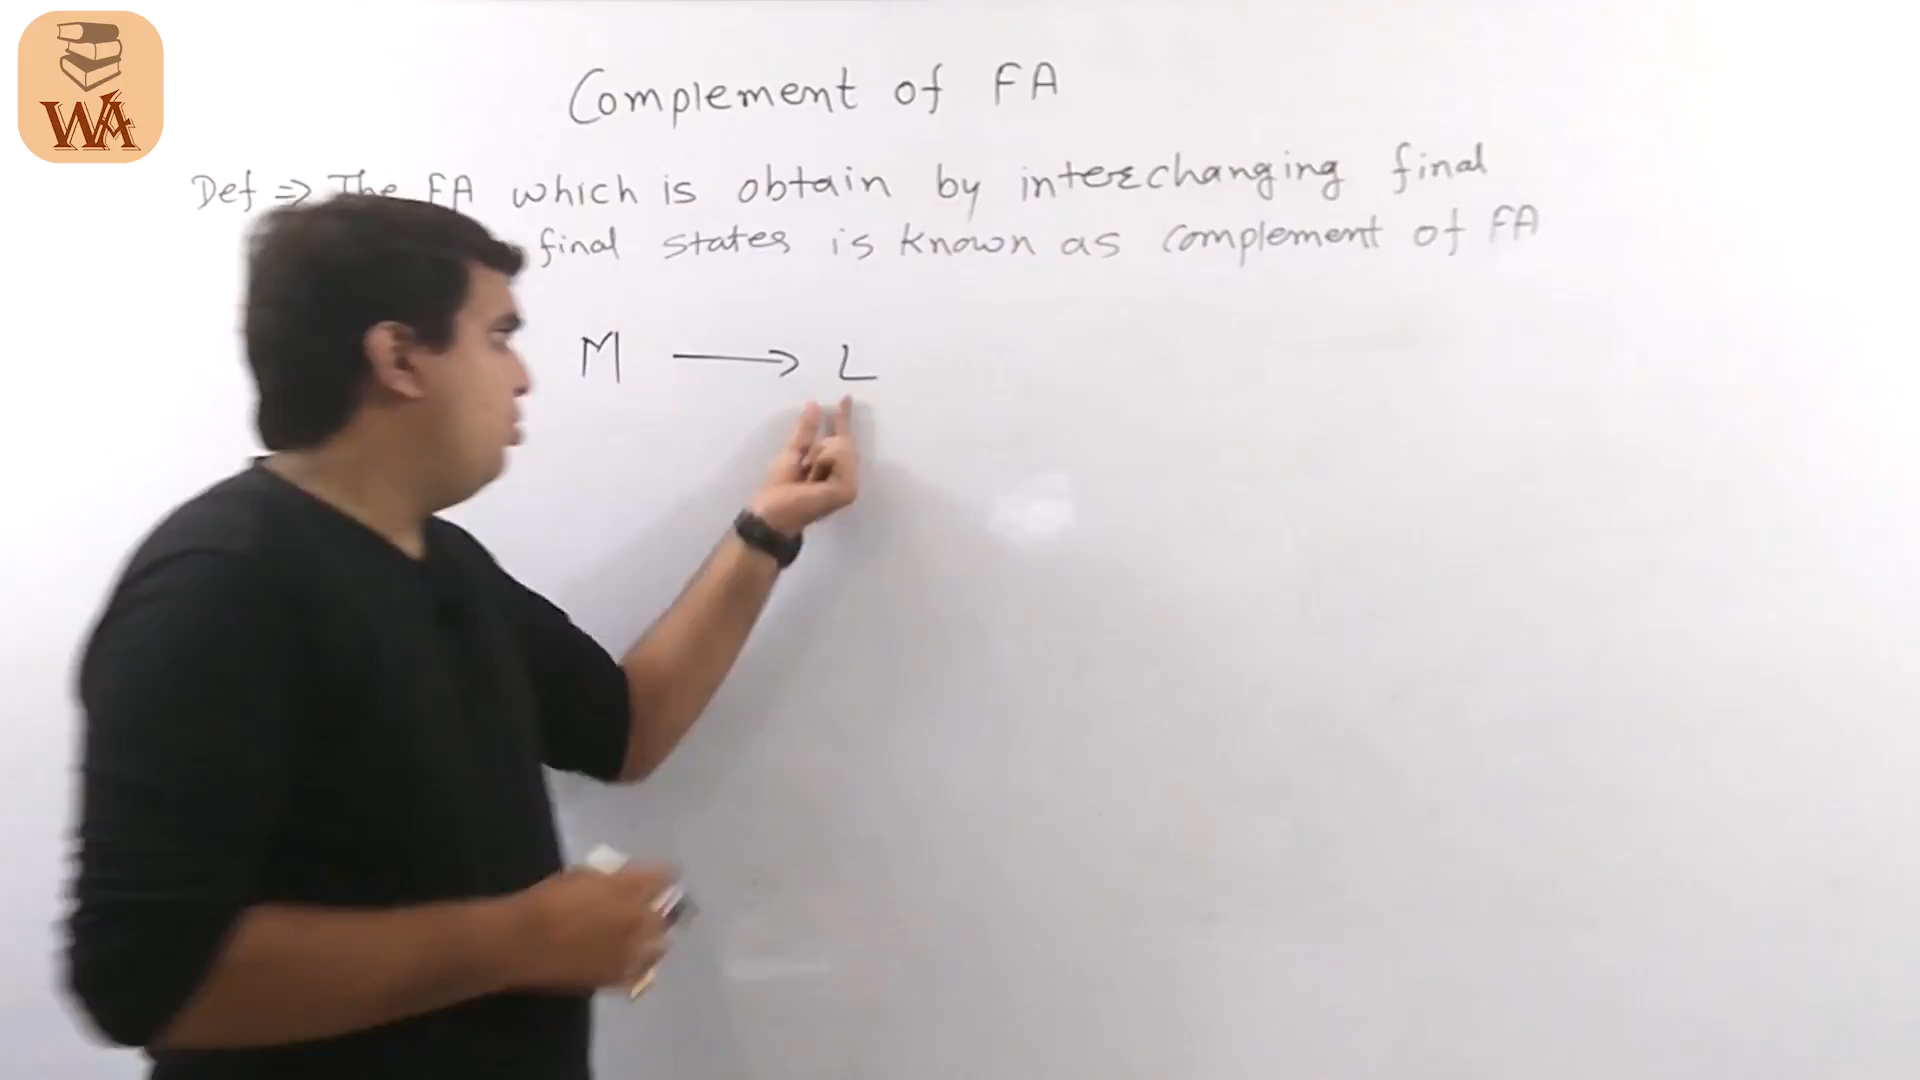 WA
Complement of FA
Def => The FA which is obtain by interchanging final
final states is known as complement of FA
M → L